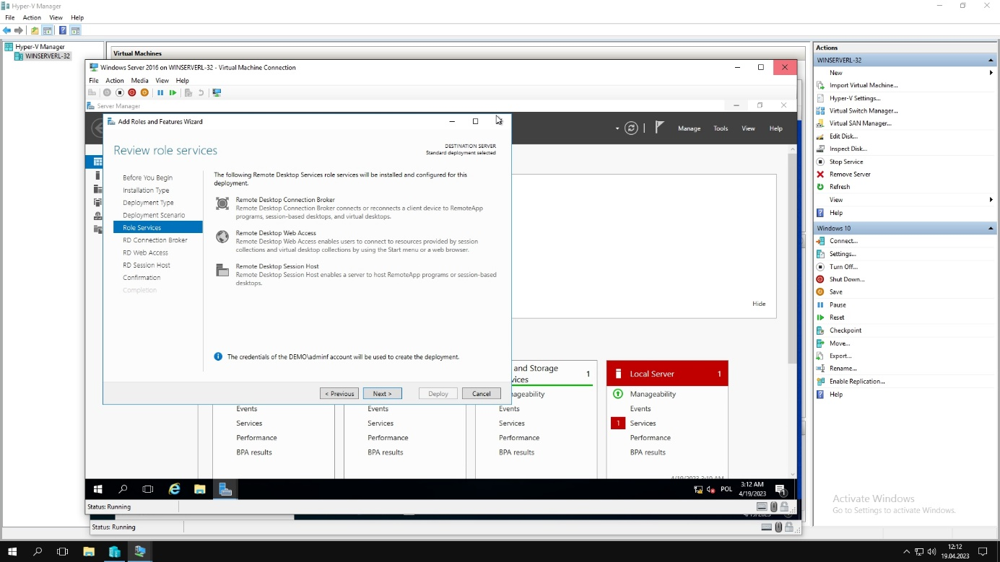 Hyper-V Manager
File Action View Help
Hyper-V Manager
WINSERVERL-32
Virtual Machines
Windows Server 2016 on WINSERVERL-32 - Virtual Machine Connection
File Action Media View Help
Server Manager
Manage Tools View Help
Add Roles and Features Wizard
Review role services
DESTINATION SERVER
Standard deployment selected
Before You Begin
Installation Type
Deployment Type
Deployment Scenario
Role Services
RD Connection Broker
RD Web Access
RD Session Host
Confirmation
Completion
The following Remote Desktop Services role services will be installed and configured for this
deployment.
Remote Desktop Connection Broker
Remote Desktop Connection Broker connects or reconnects a client device to RemoteApp
programs, session-based desktops, and virtual desktops.
Remote Desktop Web Access
Remote Desktop Web Access enables users to connect to resources provided by session
collections and virtual desktop collections by using the Start menu or a web browser.
Remote Desktop Session Host
Remote Desktop Session Host enables a server to host RemoteApp programs or session-based
desktops.
The credentials of the DEMO\adminf account will be used to create the deployment.
< Previous Next > Deploy Cancel
Hide
and Storage 1
vices
nageability
Events
Services
Performance
BPA results
Events
Services
Performance
BPA results
Events
Services
Performance
BPA results
Local Server 1
Manageability
Events
1 Services
Performance
BPA results
4/19/2023 3:10 AM
POL
3:12 AM
4/19/2023
1
Status: Running
Status: Running
Actions
WINSERVERL-32
New
Import Virtual Machine...
Hyper-V Settings...
Virtual Switch Manager...
Virtual SAN Manager...
Edit Disk...
Inspect Disk...
Stop Service
Remove Server
Refresh
View
Help
Windows 10
Connect...
Settings...
Turn Off...
Shut Down...
Save
Pause
Reset
Checkpoint
Move...
Export...
Rename...
Enable Replication...
Help
Activate Windows
Go to Settings to activate Windows.
12:12
19.04.2023